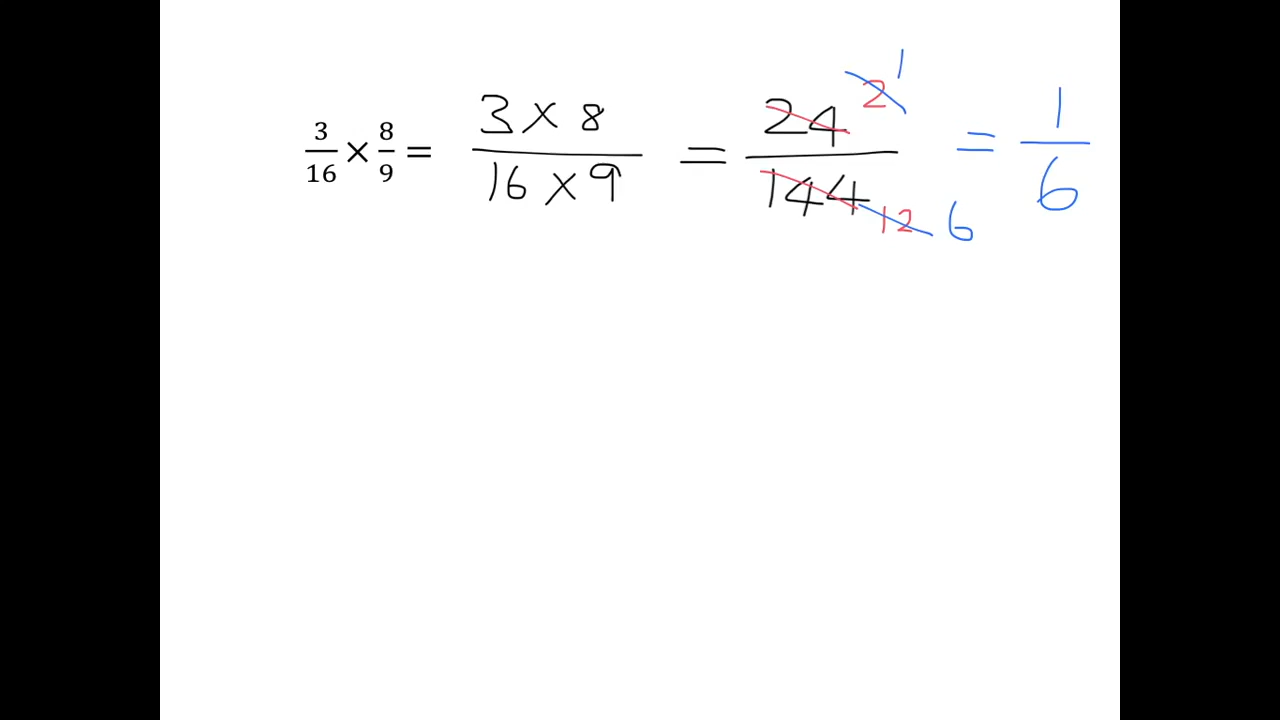 3/16 × 8/9 = 3 × 8 / 16 × 9 = 24 2 1 / 144 12 6 = 1/6